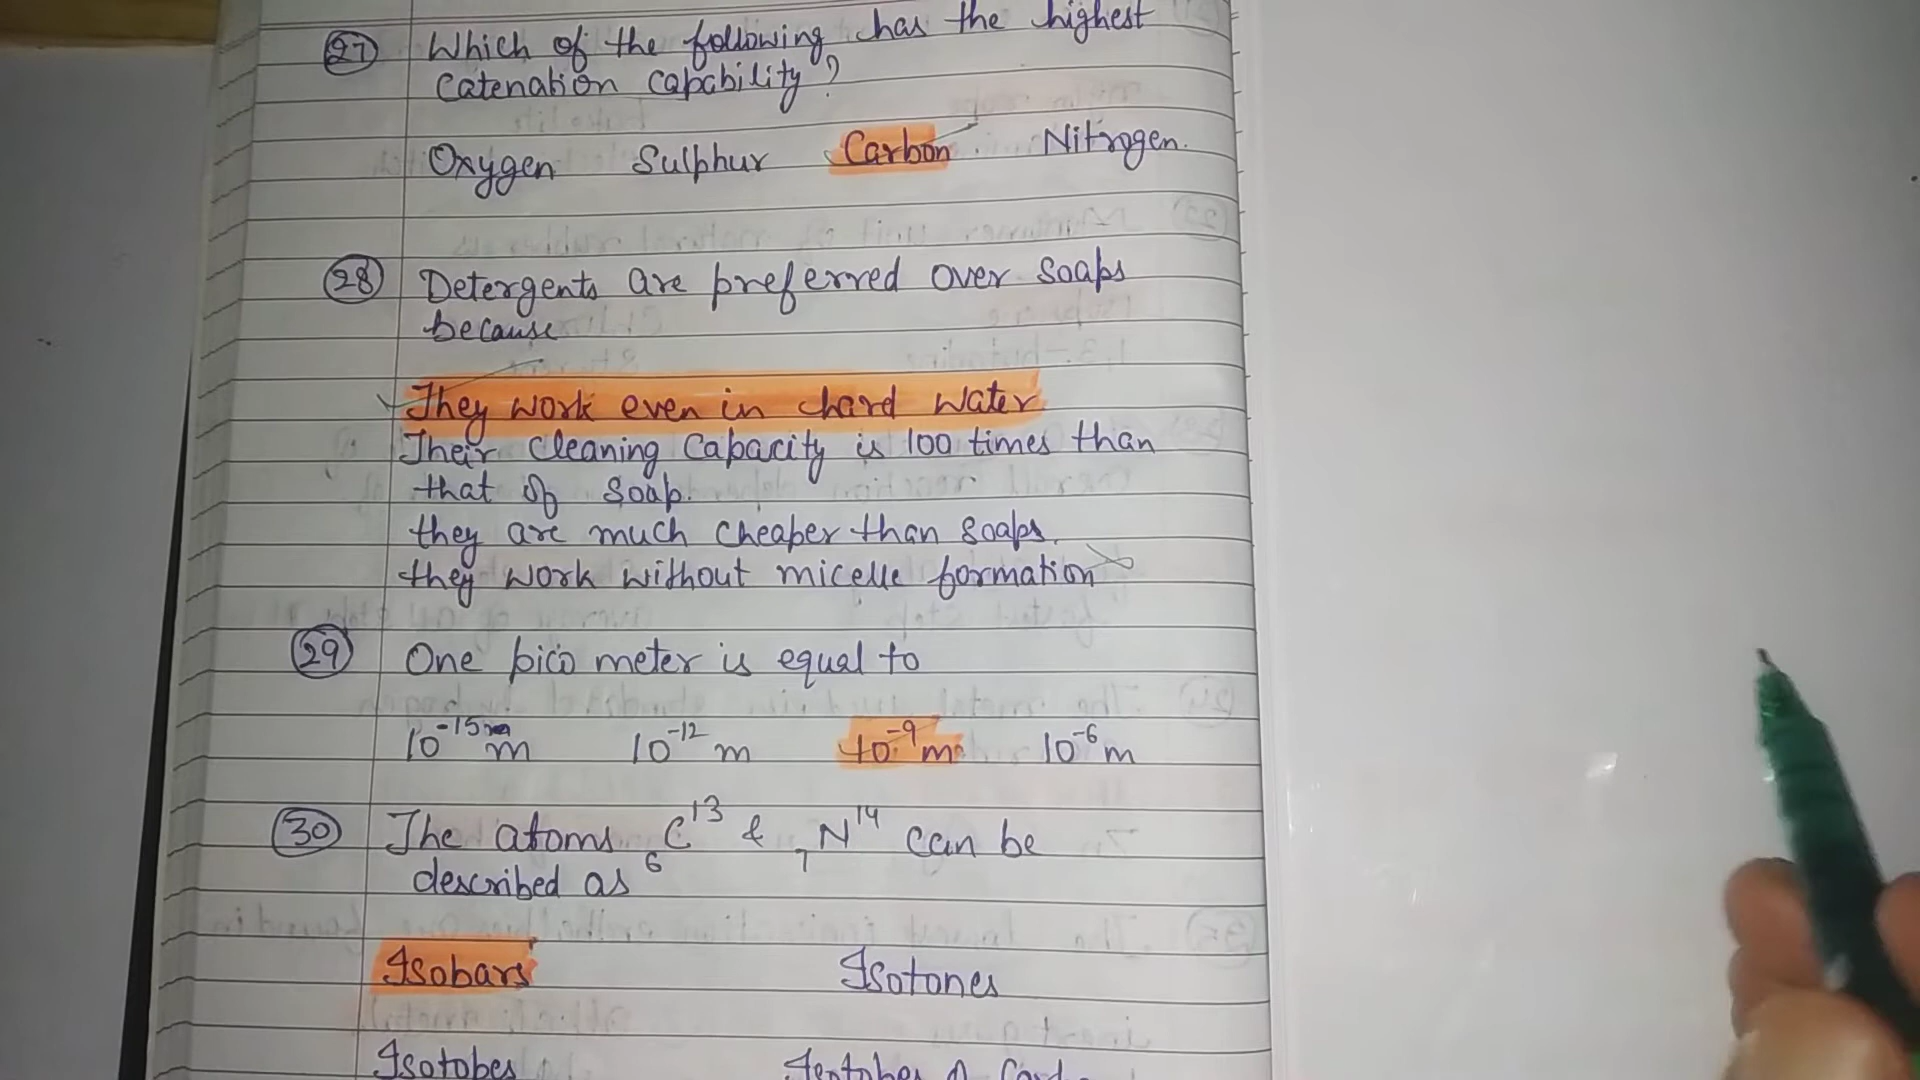 27 Which of the following has the highest
Catenation Capability?
Oxygen Sulphur Carbon Nitrogen.
28 Detergents are preferred over Soaps
because
They work even in hard water
Their Cleaning Capacity is 100 times than
that of Soap.
they are much cheaper than Soaps.
they work without micelle formation
29 One pico meter is equal to
10⁻¹⁵m 10⁻¹² m 10⁻⁹ m 10⁻⁶ m
30 The atoms ₆C¹³ & ₇N¹⁴ can be
described as
Isobars Isotones
Isotopes